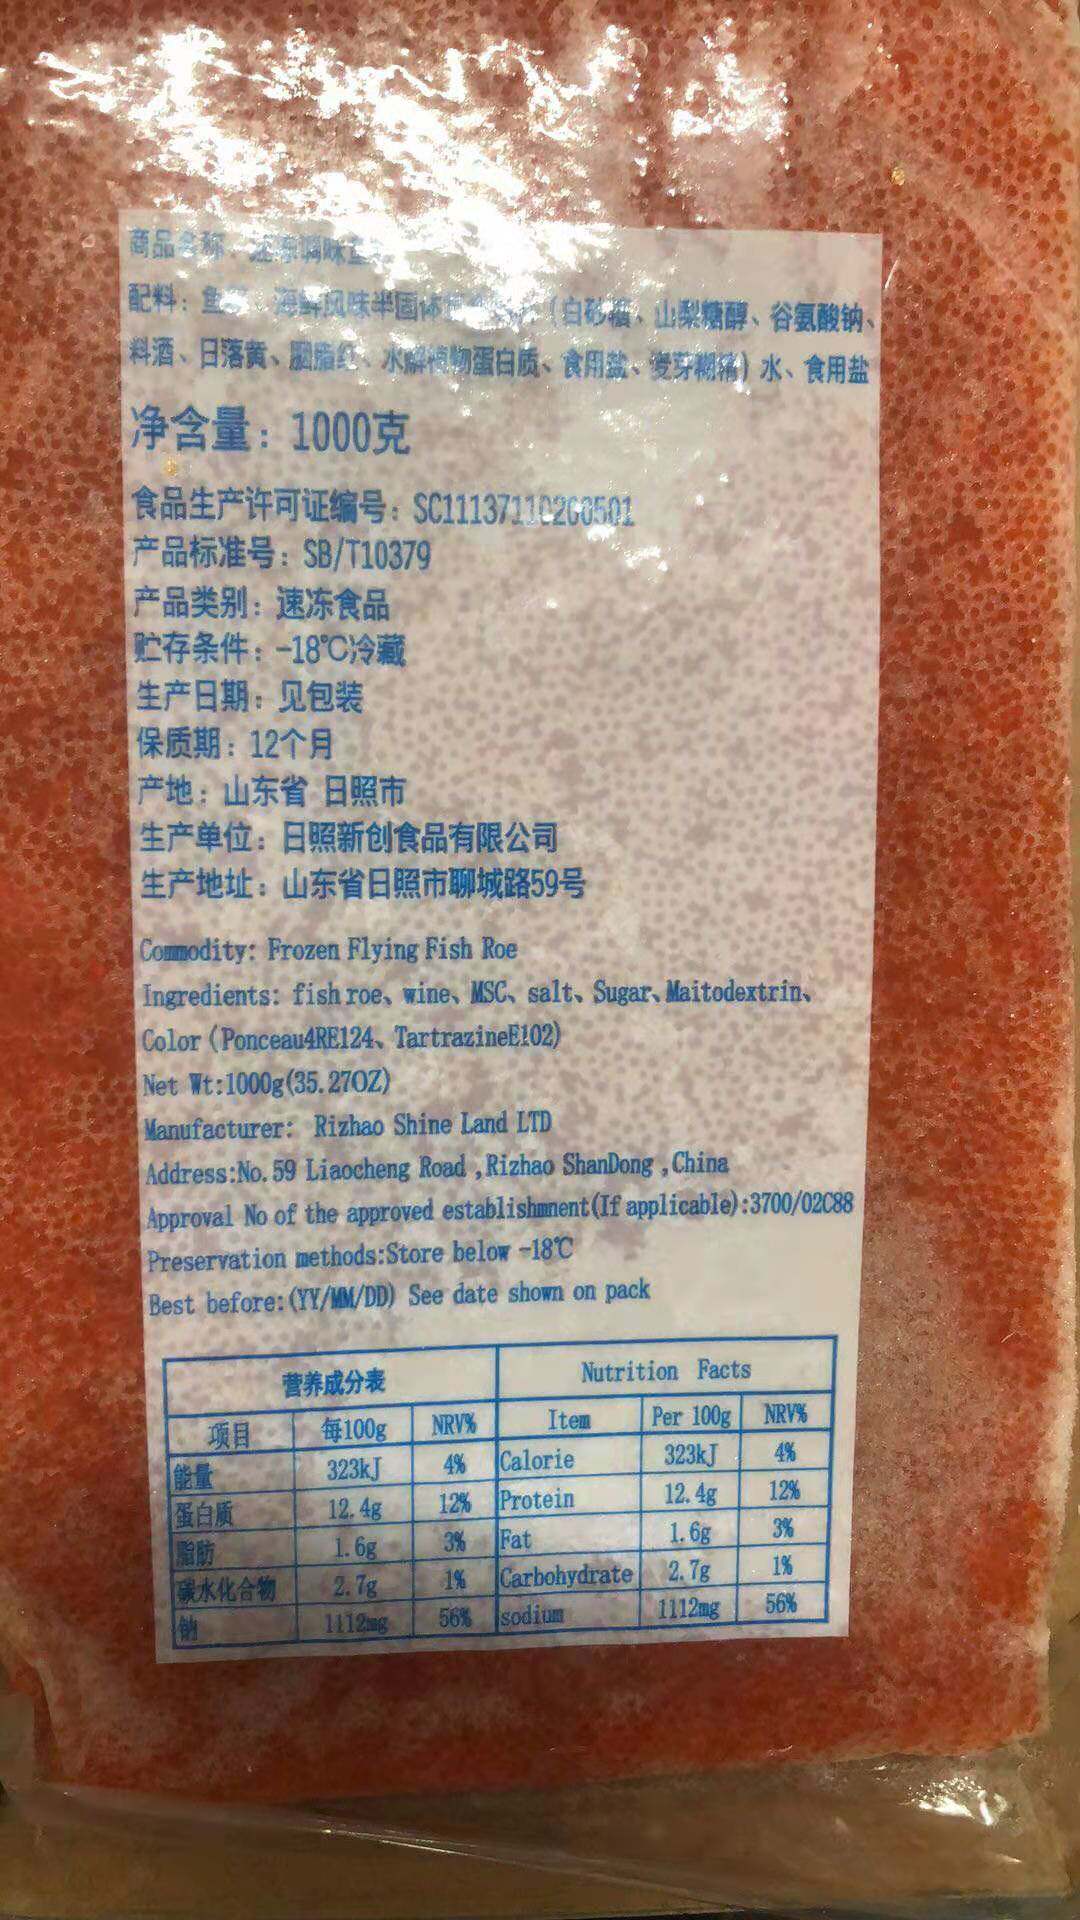 商品名称：速冻调味鱼
配料：鱼 海鲜风味半固体 （白砂糖、山梨糖醇、谷氨酸钠、
料酒、日落黄、胭脂红、水解植物蛋白质、食用盐、麦芽糊精）水、食用盐
净含量：1000克
食品生产许可证编号：
产品标准号：SB/T10379
产品类别：速冻食品
贮存条件：-18℃冷藏
生产日期：见包装
保质期：12个月
产地：山东省 日照市
生产单位：日照新创食品有限公司
生产地址：山东省日照市聊城路59号
Commodity: Frozen Flying Fish Roe
Ingredients: fish roe、wine、MSC、salt、Sugar、Maitodextrin、
Color (Ponceau4RE124、TartrazineE102)
Net Wt:1000g(35.27OZ)
Manufacturer: Rizhao Shine Land LTD
Address:No.59 Liaocheng Road ,Rizhao ShanDong ,China
Approval No of the approved establishmnent(If applicable):3700/02C88
Preservation methods:Store below -18℃
Best before:(YY/MM/DD) See date shown on pack
营养成分表 Nutrition Facts
项目 每100g NRV% Item Per 100g NRV%
能量 323kJ 4% Calorie 323kJ 4%
蛋白质 12.4g 12% Protein 12.4g 12%
脂肪 1.6g 3% Fat 1.6g 3%
碳水化合物 2.7g 1% Carbohydrate 2.7g 1%
钠 1112mg 56% sodium 1112mg 56%